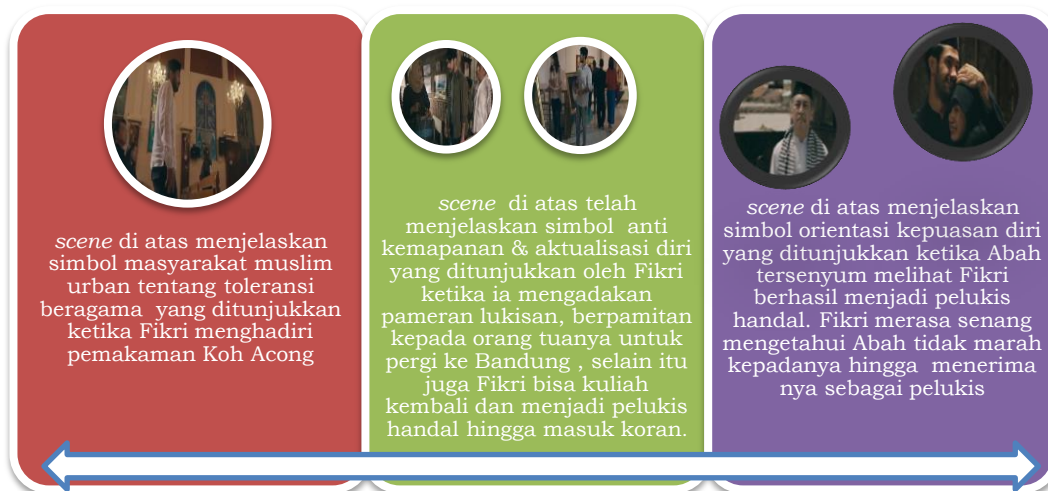 scene di atas menjelaskan
simbol masyarakat muslim
urban tentang toleransi
beragama yang ditunjukkan
ketika Fikri menghadiri
pemakaman Koh Acong
scene di atas telah
menjelaskan simbol anti
kemapanan & aktualisasi diri
yang ditunjukkan oleh Fikri
ketika ia mengadakan
pameran lukisan, berpamitan
kepada orang tuanya untuk
pergi ke Bandung , selain itu
juga Fikri bisa kuliah
kembali dan menjadi pelukis
handal hingga masuk koran.
scene di atas menjelaskan
simbol orientasi kepuasan diri
yang ditunjukkan ketika Abah
tersenyum melihat Fikri
berhasil menjadi pelukis
handal. Fikri merasa senang
mengetahui Abah tidak marah
kepadanya hingga menerima
nya sebagai pelukis